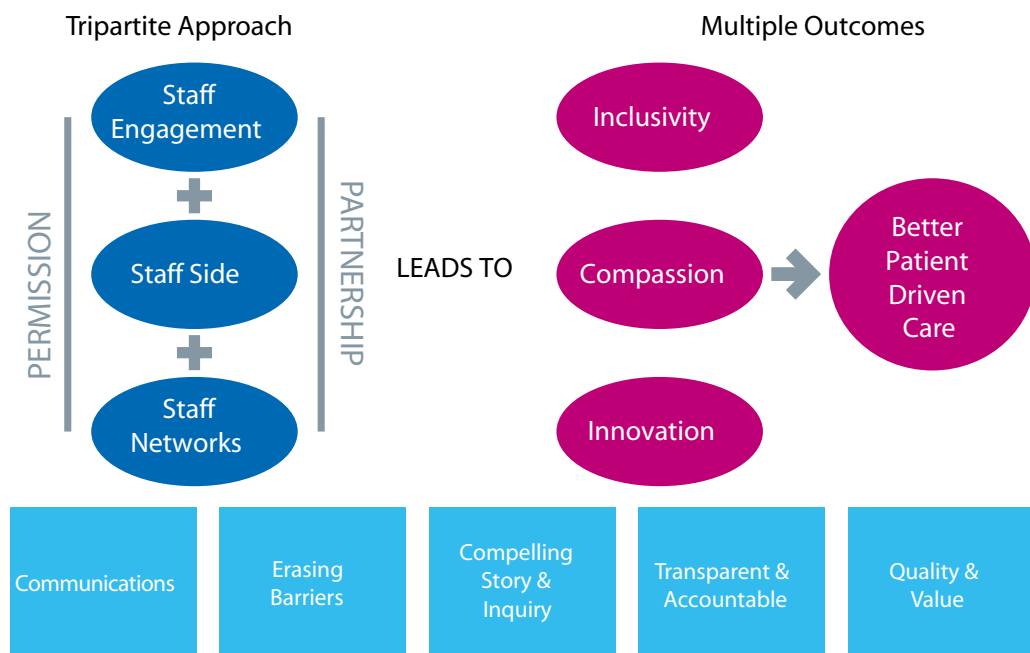 Tripartite Approach
Multiple Outcomes
PERMISSION
Staff
Engagement
Staff Side
Staff
Networks
PARTNERSHIP
LEADS TO
Inclusivity
Compassion
Innovation
Better
Patient
Driven
Care
Communications
Erasing
Barriers
Compelling
Story &
Inquiry
Transparent &
Accountable
Quality &
Value